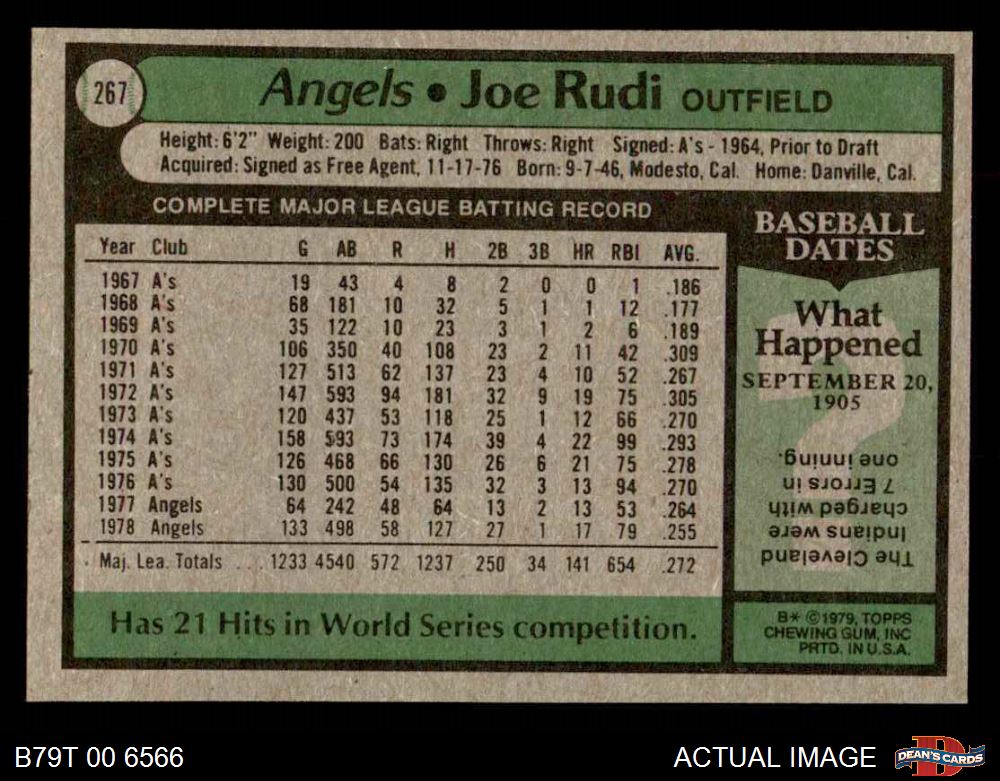 267
Angels • Joe Rudi OUTFIELD
Height: 6'2" Weight: 200 Bats: Right Throws: Right Signed: A's - 1964, Prior to Draft
Acquired: Signed as Free Agent, 11-17-76 Born: 9-7-46, Modesto, Cal. Home: Danville, Cal.
COMPLETE MAJOR LEAGUE BATTING RECORD
Year Club G AB R H 2B 3B HR RBI AVG.
1967 A's 19 43 4 8 2 0 0 1 .186
1968 A's 68 181 10 32 5 1 1 12 .177
1969 A's 35 122 10 23 3 1 2 6 .189
1970 A's 106 350 40 108 23 2 11 42 .309
1971 A's 127 513 62 137 23 4 10 52 .267
1972 A's 147 593 94 181 32 9 19 75 .305
1973 A's 120 437 53 118 25 1 12 66 .270
1974 A's 158 593 73 174 39 4 22 99 .293
1975 A's 126 468 66 130 26 6 21 75 .278
1976 A's 130 500 54 135 32 3 13 94 .270
1977 Angels 64 242 48 64 13 2 13 53 .264
1978 Angels 133 498 58 127 27 1 17 79 .255
Maj. Lea. Totals ... 1233 4540 572 1237 250 34 141 654 .272
Has 21 Hits in World Series competition.
BASEBALL
DATES
What
Happened
SEPTEMBER 20,
1905
The Cleveland
Indians were
charged with
7 Errors in
one inning.
B* ©1979, TOPPS
CHEWING GUM, INC
PRTD. IN U.S.A.
B79T 00 6566
ACTUAL IMAGE
DEAN'S CARDS